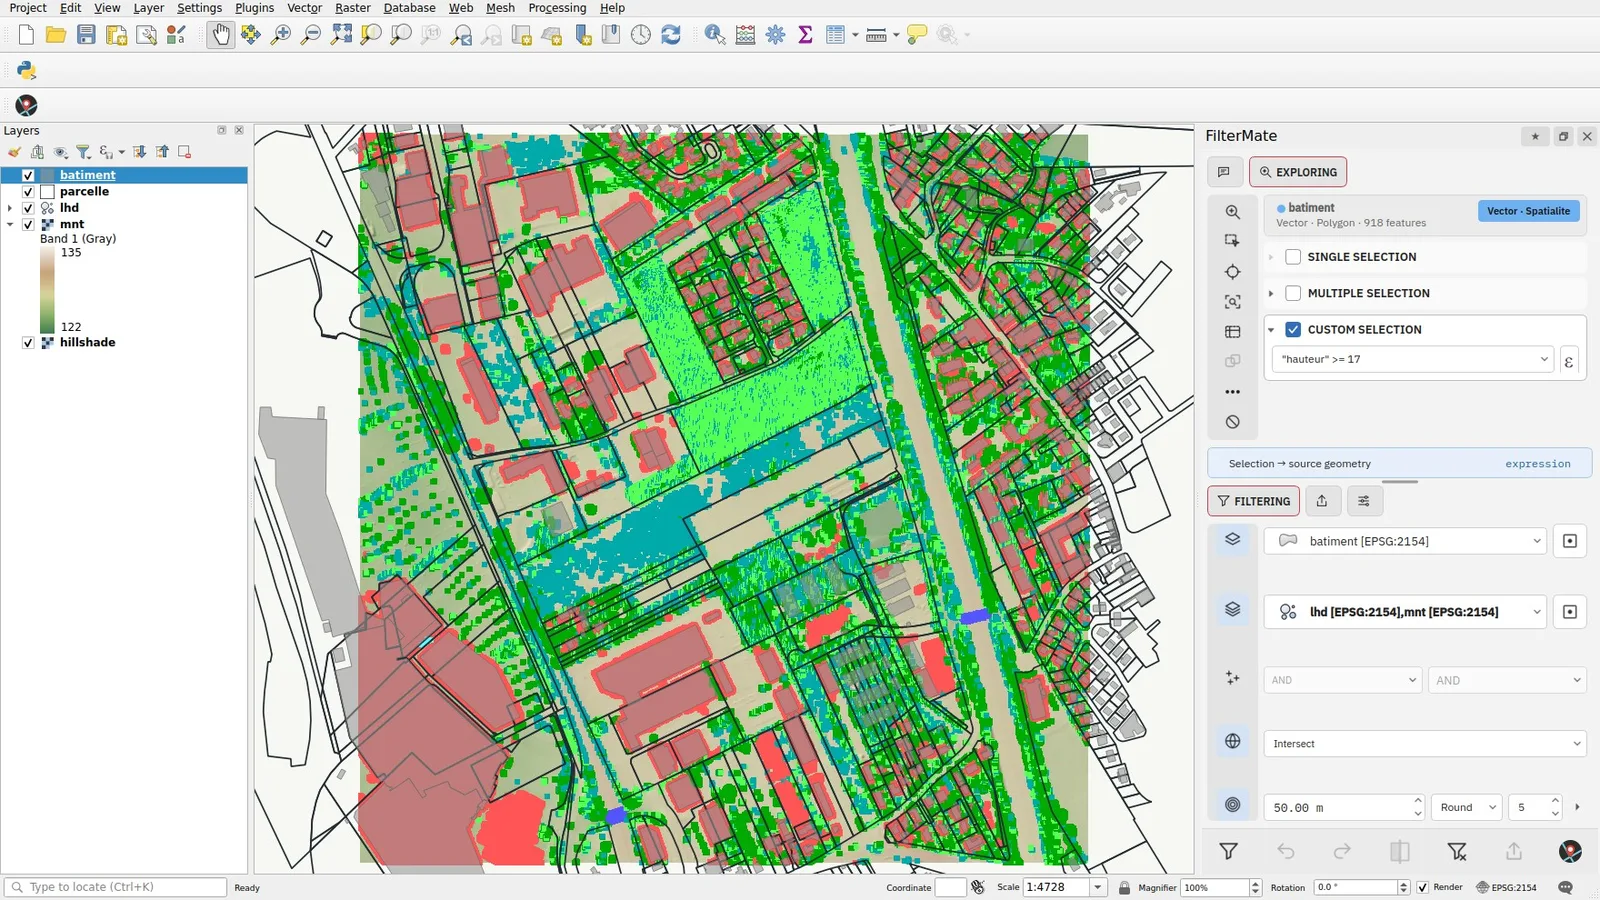 Project Edit View Layer Settings Plugins Vector Raster Database Web Mesh Processing Help
Layers
batiment
parcelle
lhd
mnt
Band 1 (Gray)
135
122
hillshade
FilterMate
EXPLORING
batiment
Vector · Polygon · 918 features
Vector · Spatialite
SINGLE SELECTION
MULTIPLE SELECTION
CUSTOM SELECTION
"hauteur" >= 17
ε
Selection → source geometry expression
FILTERING
batiment [EPSG:2154]
lhd [EPSG:2154],mnt [EPSG:2154]
AND AND
Intersect
50.00 m Round 5
Type to locate (Ctrl+K) Ready Coordinate Scale 1:4728 Magnifier 100% Rotation 0.0 ° Render EPSG:2154